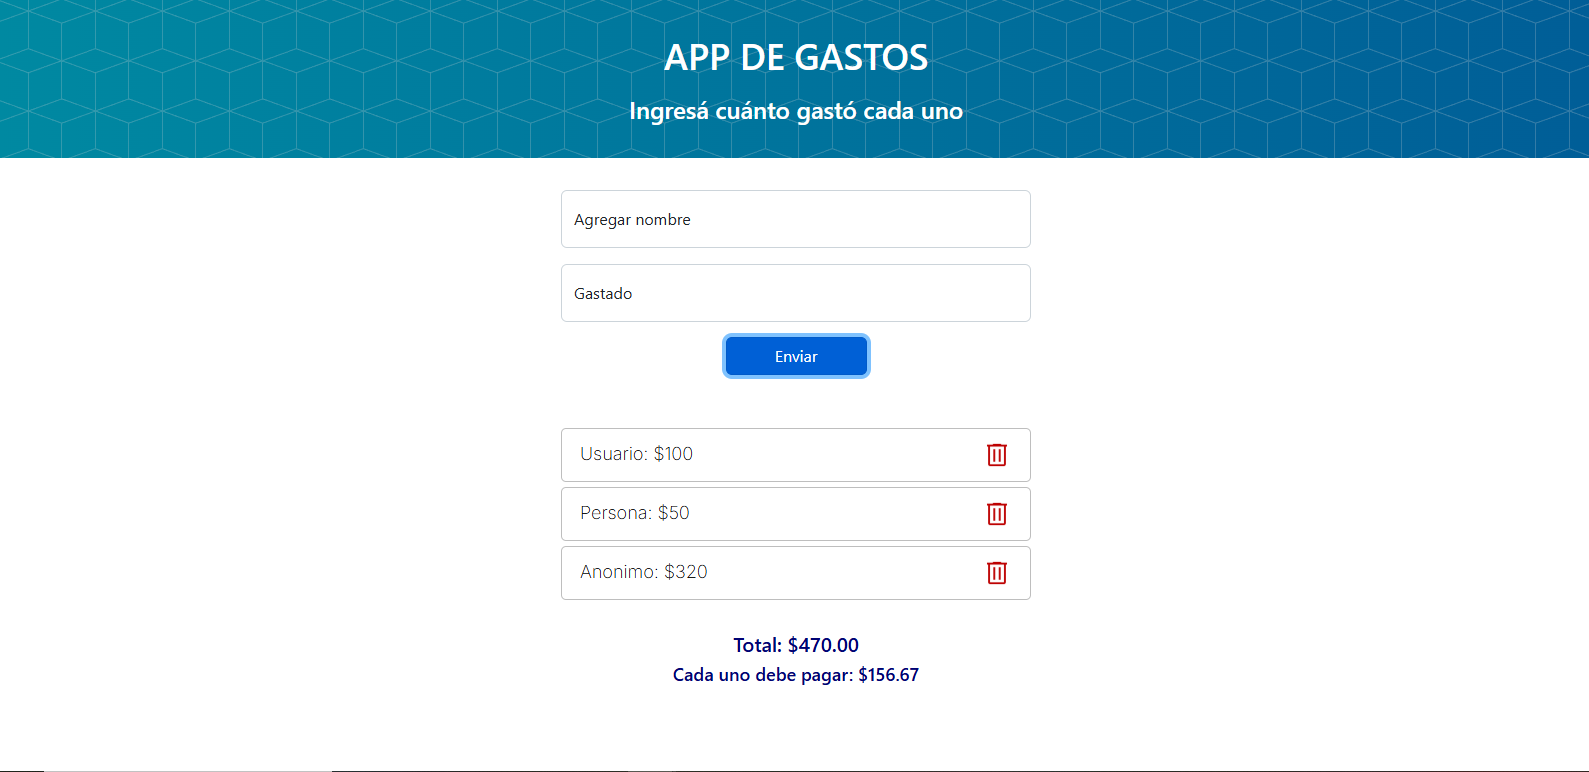 APP DE GASTOS
Ingresá cuánto gastó cada uno
Agregar nombre
Gastado
Enviar
Usuario: $100
Persona: $50
Anonimo: $320
Total: $470.00
Cada uno debe pagar: $156.67